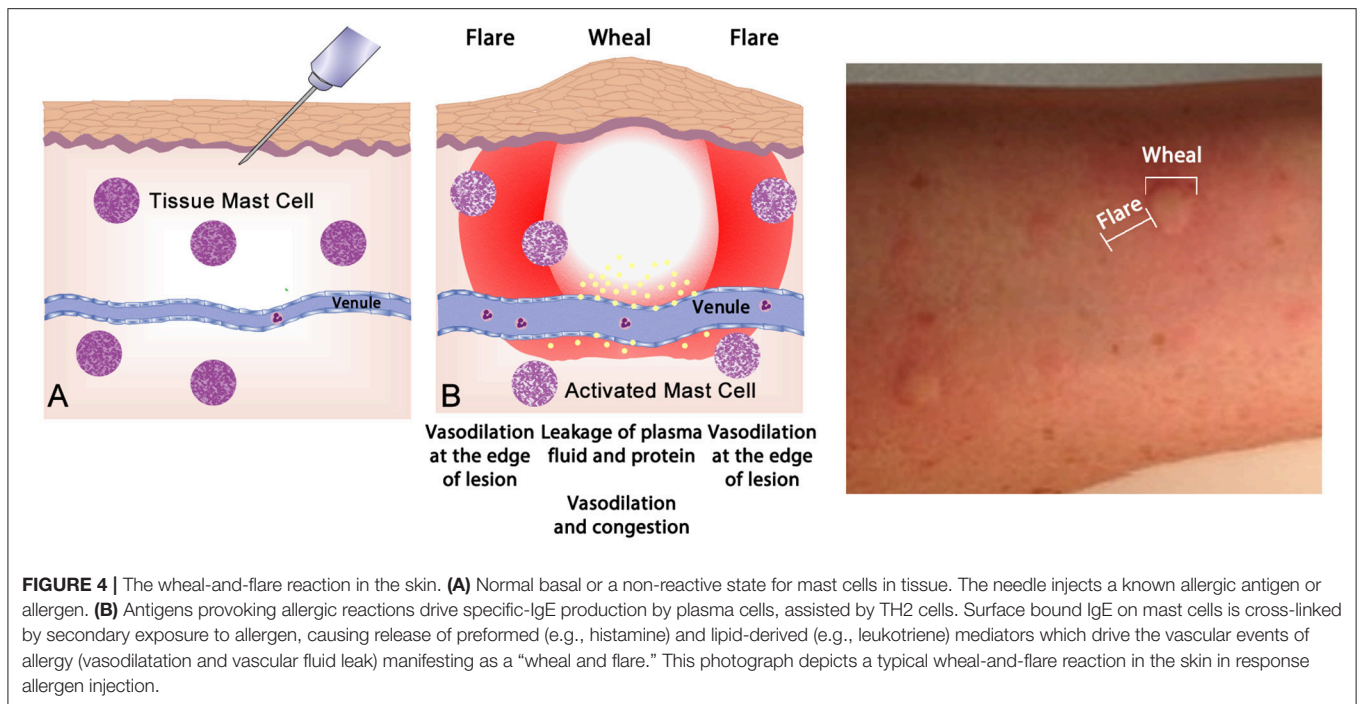 Tissue Mast Cell
Venule
A
Flare Wheal Flare
Venule
B
Activated Mast Cell
Vasodilation Leakage of plasma Vasodilation
at the edge fluid and protein at the edge
of lesion of lesion
Vasodilation
and congestion
Wheal
Flare
FIGURE 4 | The wheal-and-flare reaction in the skin. (A) Normal basal or a non-reactive state for mast cells in tissue. The needle injects a known allergic antigen or
allergen. (B) Antigens provoking allergic reactions drive specific-IgE production by plasma cells, assisted by TH2 cells. Surface bound IgE on mast cells is cross-linked
by secondary exposure to allergen, causing release of preformed (e.g., histamine) and lipid-derived (e.g., leukotriene) mediators which drive the vascular events of
allergy (vasodilatation and vascular fluid leak) manifesting as a “wheal and flare.” This photograph depicts a typical wheal-and-flare reaction in the skin in response
allergen injection.